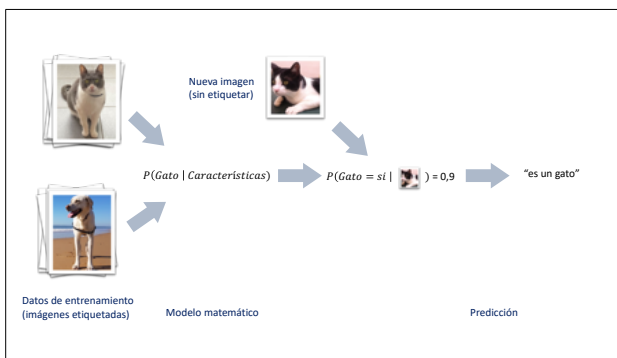 Nueva imagen
(sin etiquetar)
P(Gato | Características)
P(Gato = si | ) = 0,9
“es un gato”
Datos de entrenamiento
(imágenes etiquetadas)
Modelo matemático
Predicción